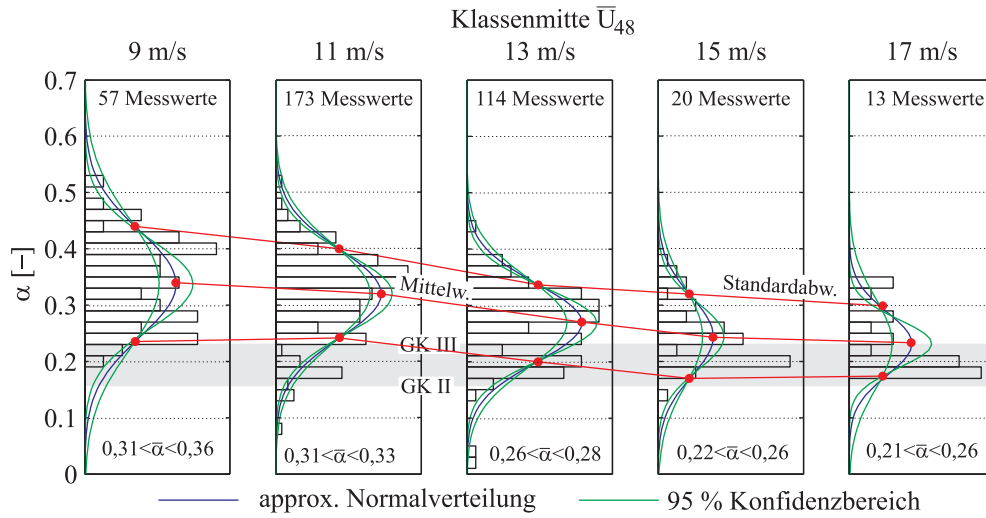 Klassenmitte U̅₄₈
9 m/s 11 m/s 13 m/s 15 m/s 17 m/s
57 Messwerte 173 Messwerte 114 Messwerte 20 Messwerte 13 Messwerte
0.7
0.6
0.5
0.4
0.3
0.2
0.1
0
α [−]
Mittelw.
Standardabw.
GK III
GK II
0,31<α̅<0,36 0,31<α̅<0,33 0,26<α̅<0,28 0,22<α̅<0,26 0,21<α̅<0,26
approx. Normalverteilung 95 % Konfidenzbereich